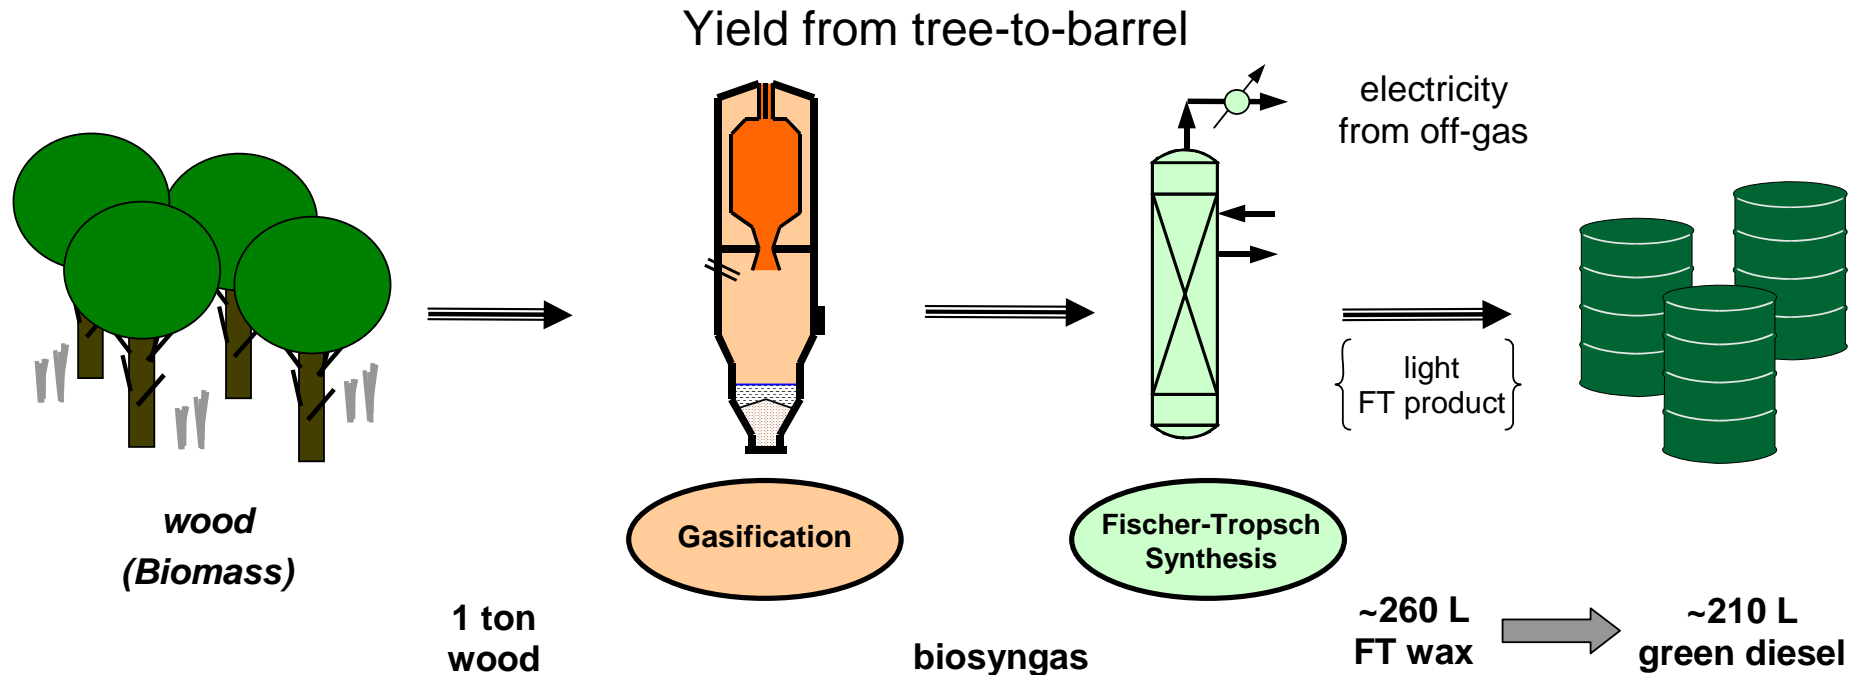 Yield from tree-to-barrel
electricity
from off-gas
light
FT product
wood
(Biomass)
Gasification
Fischer-Tropsch
Synthesis
1 ton
wood
biosyngas
~260 L
FT wax
~210 L
green diesel